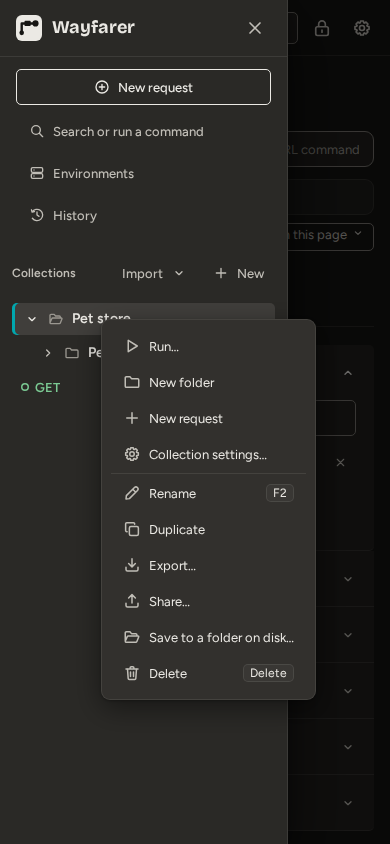 Wayfarer
New request
Search or run a command
RL command
Environments
History
this page
Collections
Import
New
Pet store
Run...
Pe
New folder
GET
New request
Collection settings...
Rename
F2
Duplicate
Export...
Share...
Save to a folder on disk...
Delete
Delete